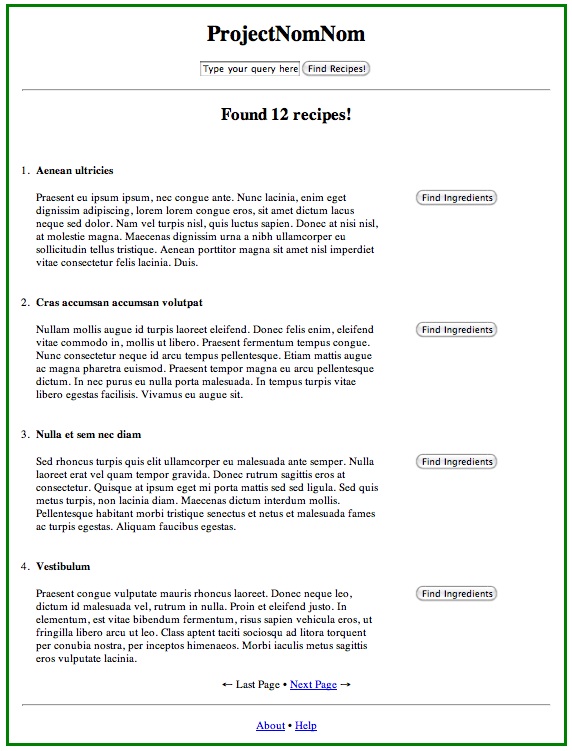 ProjectNomNom
Type your query here Find Recipes!
Found 12 recipes!
1. Aenean ultricies
Praesent eu ipsum ipsum, nec congue ante. Nunc lacinia, enim eget
Find Ingredients
dignissim adipiscing, lorem lorem congue eros, sit amet dictum lacus
neque sed dolor. Nam vel turpis nisl, quis luctus sapien. Donec at nisi nisl,
at molestie magna. Maecenas dignissim urna a nibh ullamcorper eu
sollicitudin tellus tristique. Aenean porttitor magna sit amet nisl imperdiet
vitae consectetur felis lacinia. Duis.
2. Cras accumsan accumsan volutpat
Nullam mollis augue id turpis laoreet eleifend. Donec felis enim, eleifend
Find Ingredients
vitae commodo in, mollis ut libero. Praesent fermentum tempus congue.
Nunc consectetur neque id arcu tempus pellentesque. Etiam mattis augue
ac magna pharetra euismod. Praesent tempor magna eu arcu pellentesque
dictum. In nec purus eu nulla porta malesuada. In tempus turpis vitae
libero egestas facilisis. Vivamus eu augue sit.
3. Nulla et sem nec diam
Sed rhoncus turpis quis elit ullamcorper eu malesuada ante semper. Nulla
Find Ingredients
laoreet erat vel quam tempor gravida. Donec rutrum sagittis eros at
consectetur. Quisque at ipsum eget mi porta mattis sed sed ligula. Sed quis
metus turpis, non lacinia diam. Maecenas dictum interdum mollis.
Pellentesque habitant morbi tristique senectus et netus et malesuada fames
ac turpis egestas. Aliquam faucibus egestas.
4. Vestibulum
Praesent congue vulputate mauris rhoncus laoreet. Donec neque leo,
Find Ingredients
dictum id malesuada vel, rutrum in nulla. Proin et eleifend justo. In
elementum, est vitae bibendum fermentum, risus sapien vehicula eros, ut
fringilla libero arcu ut leo. Class aptent taciti sociosqu ad litora torquent
per conubia nostra, per inceptos himenaeos. Morbi iaculis metus sagittis
eros vulputate lacinia.
← Last Page • Next Page →
About • Help